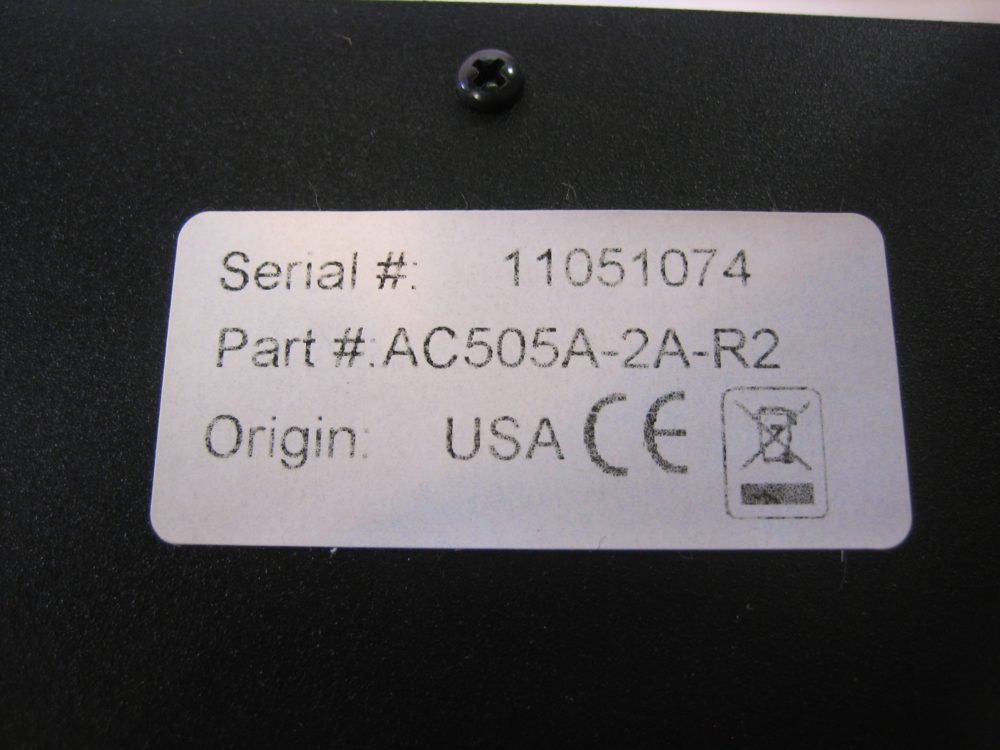 Serial #: 11051074
Part #:AC505A-2A-R2
Origin: USA CE